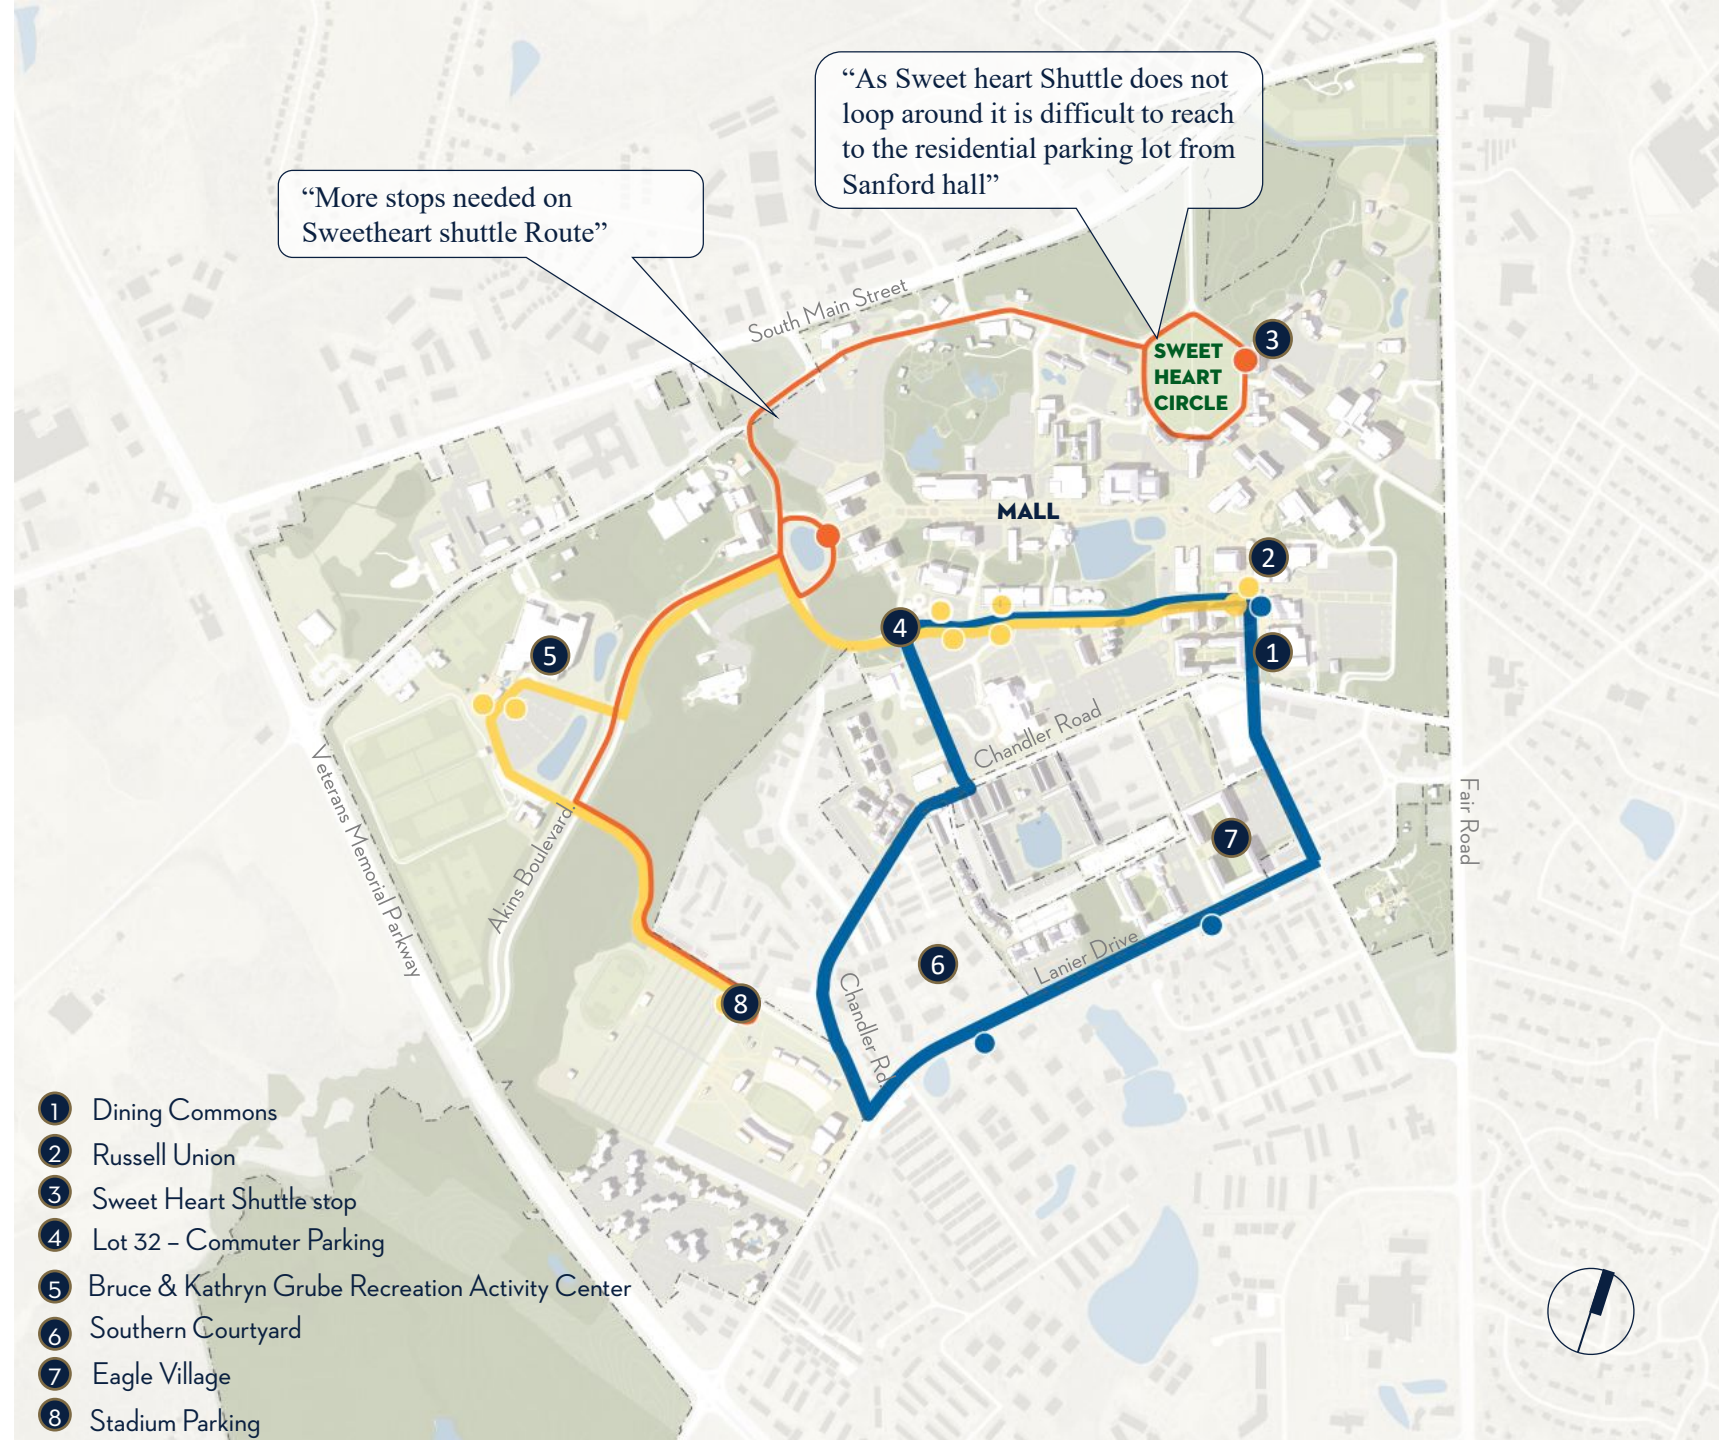 “As Sweet heart Shuttle does not
loop around it is difficult to reach
to the residential parking lot from
Sanford hall”
“More stops needed on
Sweetheart shuttle Route”
South Main Street
3
SWEET
HEART
CIRCLE
MALL
2
4
1
5
Chandler Road
Veterans Memorial Parkway
Akins Boulevard
Fair Road
7
6
Lanier Drive
Chandler Rd.
8
1 Dining Commons
2 Russell Union
3 Sweet Heart Shuttle stop
4 Lot 32 – Commuter Parking
5 Bruce & Kathryn Grube Recreation Activity Center
6 Southern Courtyard
7 Eagle Village
8 Stadium Parking